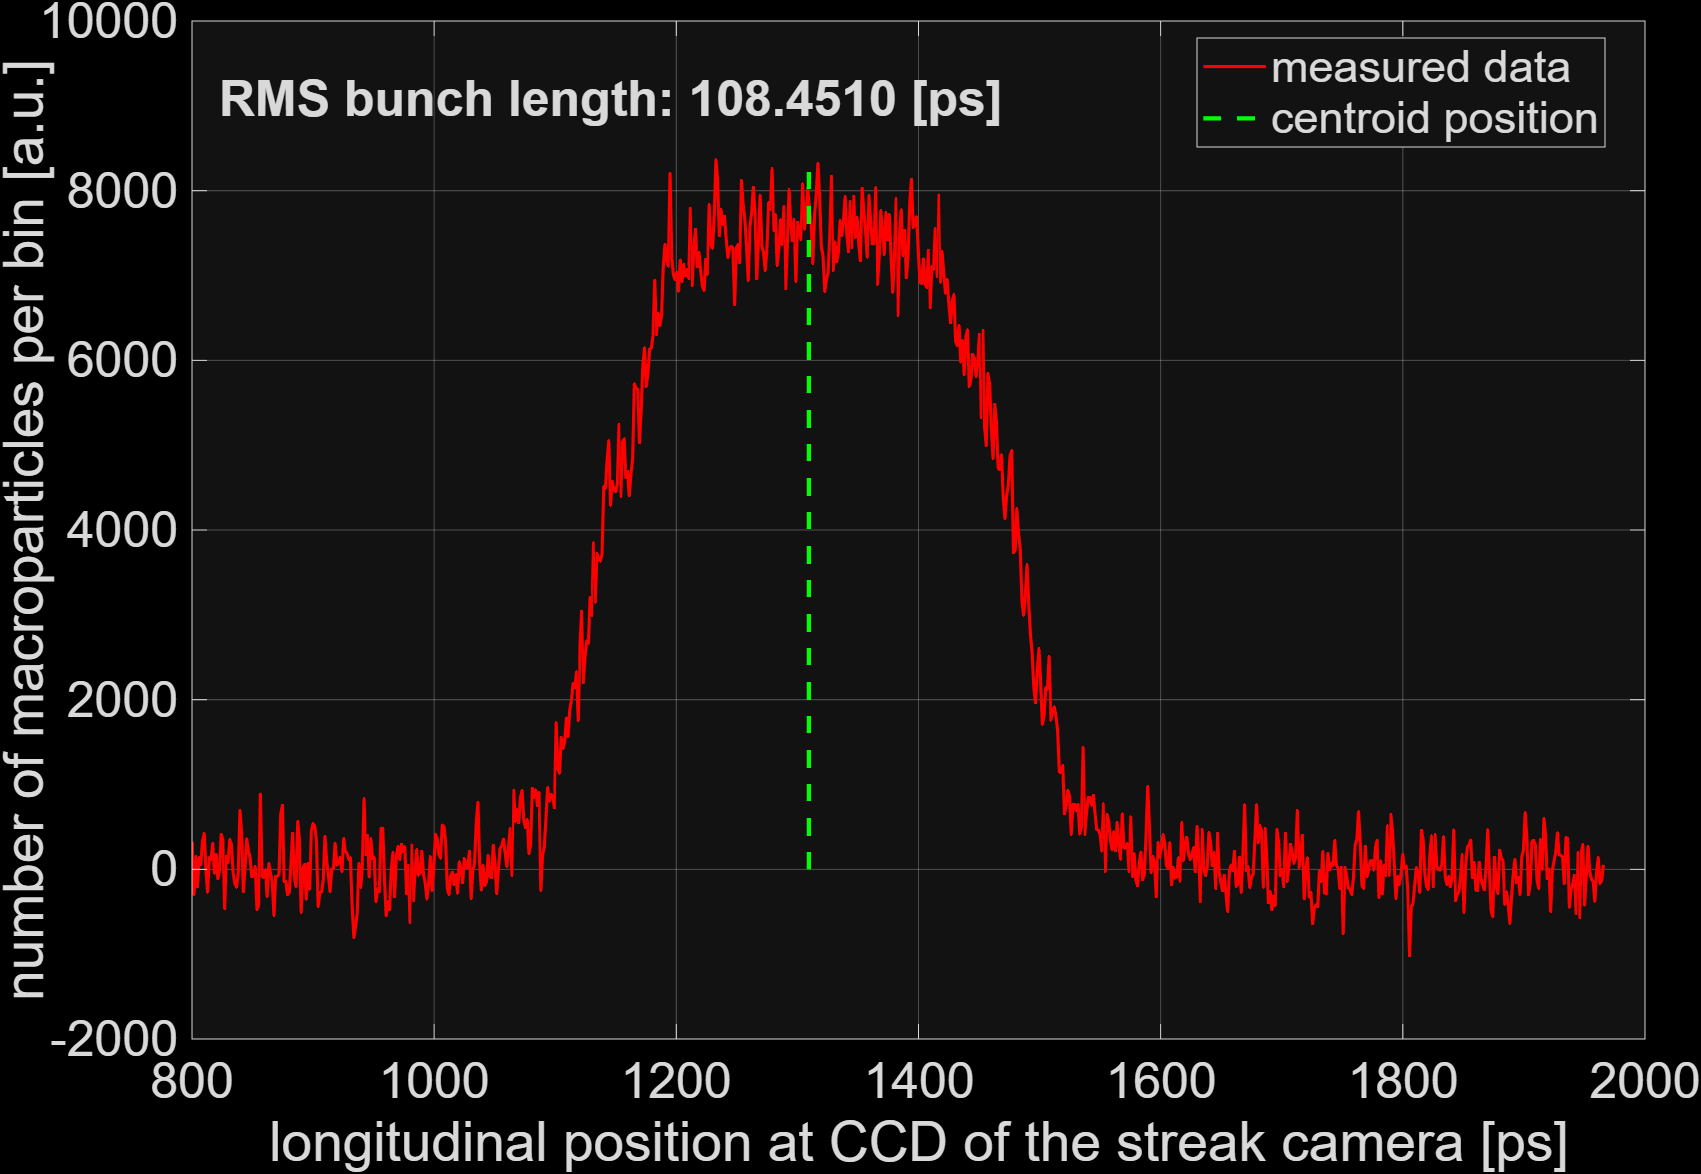 10000
8000
6000
4000
2000
0
-2000
number of macroparticles per bin [a.u.]
RMS bunch length: 108.4510 [ps]
measured data
centroid position
800 1000 1200 1400 1600 1800 2000
longitudinal position at CCD of the streak camera [ps]